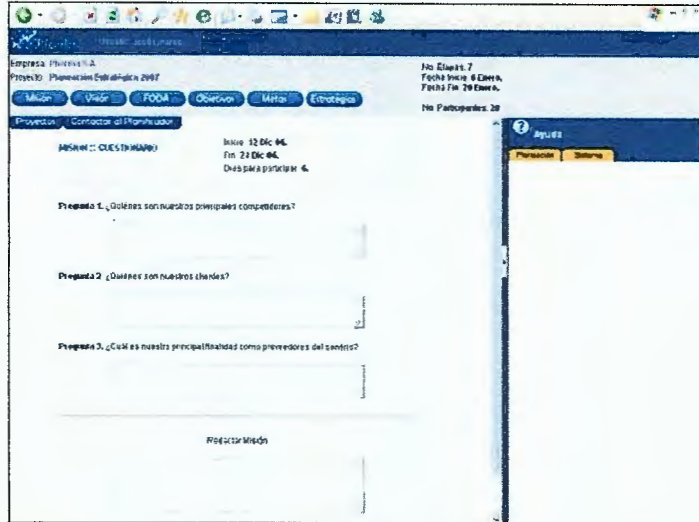 Empresa:
Proyecto: Planeación Estratégica 2007
No. Etapas: 7
Fecha Inicio: 6 Enero.
Fecha Fin: 20 Enero.
No. Participantes: 20
Misión Visión FODA Objetivos Metas Estrategias
Proyectos Contactar al Planificador
Ayuda
Planeación Sistema
MISION :: CUESTIONARIO
Inicio: 12 Dic 06.
Fin: 22 Dic 06.
Días para participar: 6.
Pregunta 1. ¿Quiénes son nuestros principales competidores?
Pregunta 2. ¿Quiénes son nuestros clientes?
Pregunta 3. ¿Cuál es nuestra principal finalidad como proveedores del servicio?
Redactar Misión